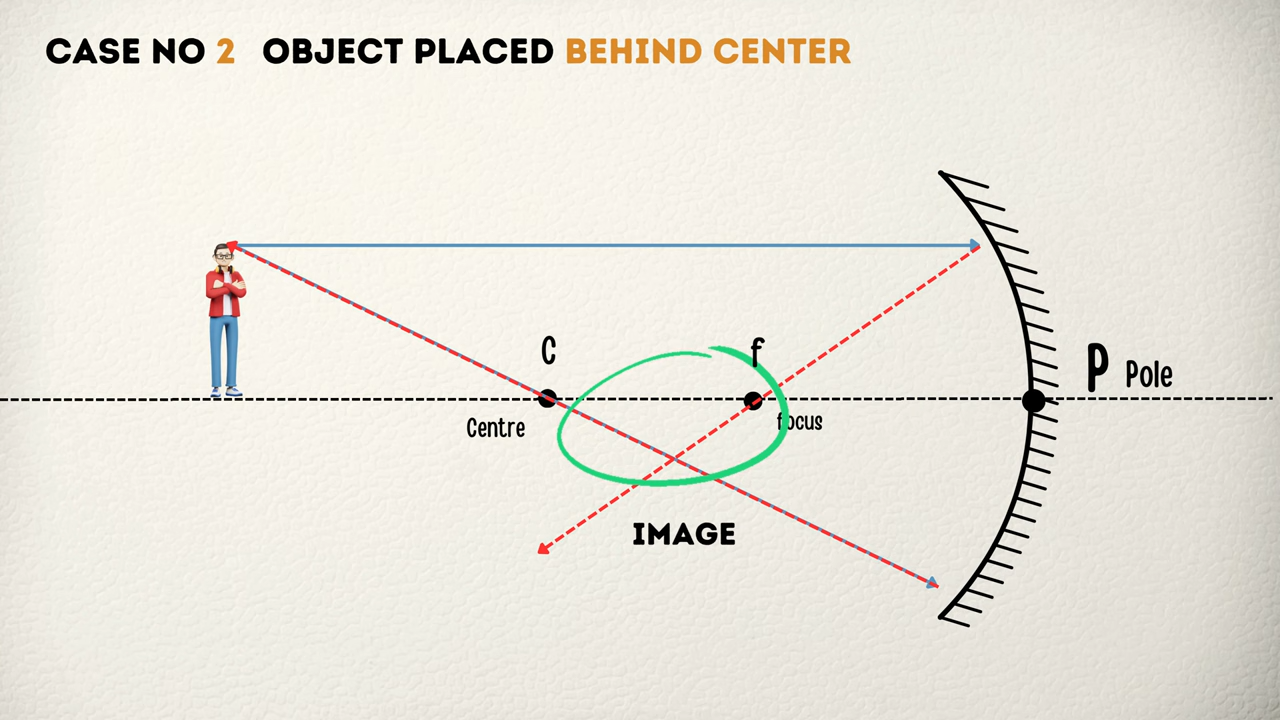 CASE NO 2 OBJECT PLACED BEHIND CENTER
C
f
P Pole
Centre
focus
IMAGE